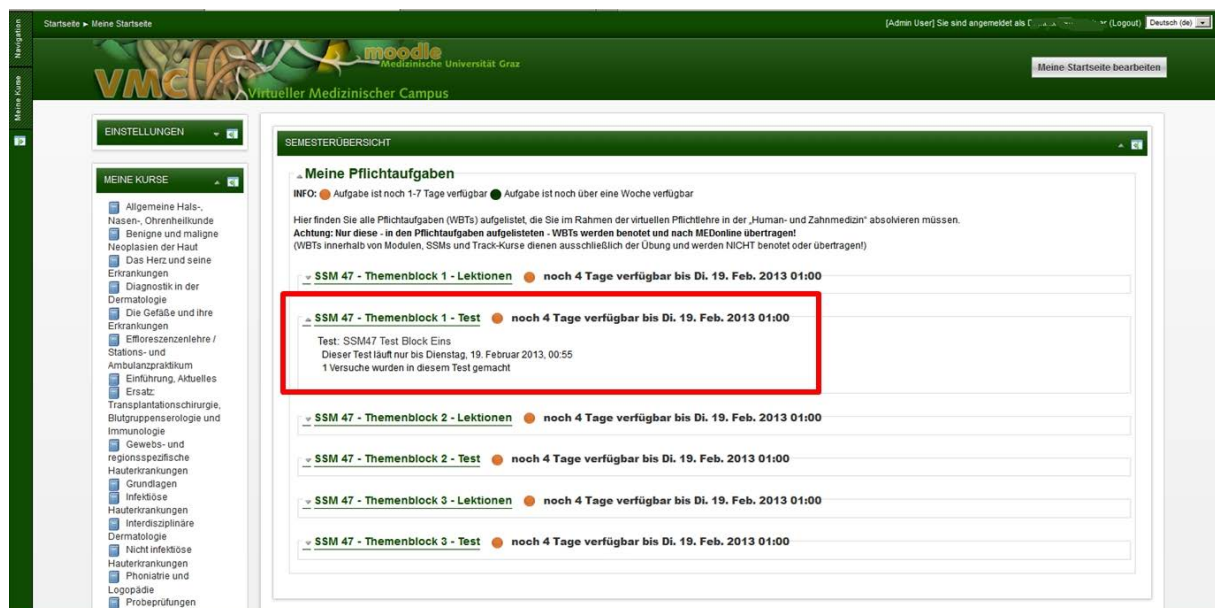 Navigation
Meine Kurse
Startseite ► Meine Startseite
[Admin User] Sie sind angemeldet als (Logout) Deutsch (de)
moodle
Medizinische Universität Graz
VMC
Virtueller Medizinischer Campus
Meine Startseite bearbeiten
EINSTELLUNGEN
MEINE KURSE
Allgemeine Hals-,
Nasen-, Ohrenheilkunde
Benigne und maligne
Neoplasien der Haut
Das Herz und seine
Erkrankungen
Diagnostik in der
Dermatologie
Die Gefäße und ihre
Erkrankungen
Effloreszenzenlehre /
Stations- und
Ambulanzpraktikum
Einführung, Aktuelles
Ersatz:
Transplantationschirurgie,
Blutgruppenserologie und
Immunologie
Gewebs- und
regionsspezifische
Hauterkrankungen
Grundlagen
Infektiöse
Hauterkrankungen
Interdisziplinäre
Dermatologie
Nicht infektiöse
Hauterkrankungen
Phoniatrie und
Logopädie
Probeprüfungen
SEMESTERÜBERSICHT
Meine Pflichtaufgaben
INFO: Aufgabe ist noch 1-7 Tage verfügbar Aufgabe ist noch über eine Woche verfügbar
Hier finden Sie alle Pflichtaufgaben (WBTs) aufgelistet, die Sie im Rahmen der virtuellen Pflichtlehre in der „Human- und Zahnmedizin" absolvieren müssen.
Achtung: Nur diese - in den Pflichtaufgaben aufgelisteten - WBTs werden benotet und nach MEDonline übertragen!
(WBTs innerhalb von Modulen, SSMs und Track-Kurse dienen ausschließlich der Übung und werden NICHT benotet oder übertragen!)
SSM 47 - Themenblock 1 - Lektionen noch 4 Tage verfügbar bis Di. 19. Feb. 2013 01:00
SSM 47 - Themenblock 1 - Test noch 4 Tage verfügbar bis Di. 19. Feb. 2013 01:00
Test: SSM47 Test Block Eins
Dieser Test läuft nur bis Dienstag, 19. Februar 2013, 00:55
1 Versuche wurden in diesem Test gemacht
SSM 47 - Themenblock 2 - Lektionen noch 4 Tage verfügbar bis Di. 19. Feb. 2013 01:00
SSM 47 - Themenblock 2 - Test noch 4 Tage verfügbar bis Di. 19. Feb. 2013 01:00
SSM 47 - Themenblock 3 - Lektionen noch 4 Tage verfügbar bis Di. 19. Feb. 2013 01:00
SSM 47 - Themenblock 3 - Test noch 4 Tage verfügbar bis Di. 19. Feb. 2013 01:00